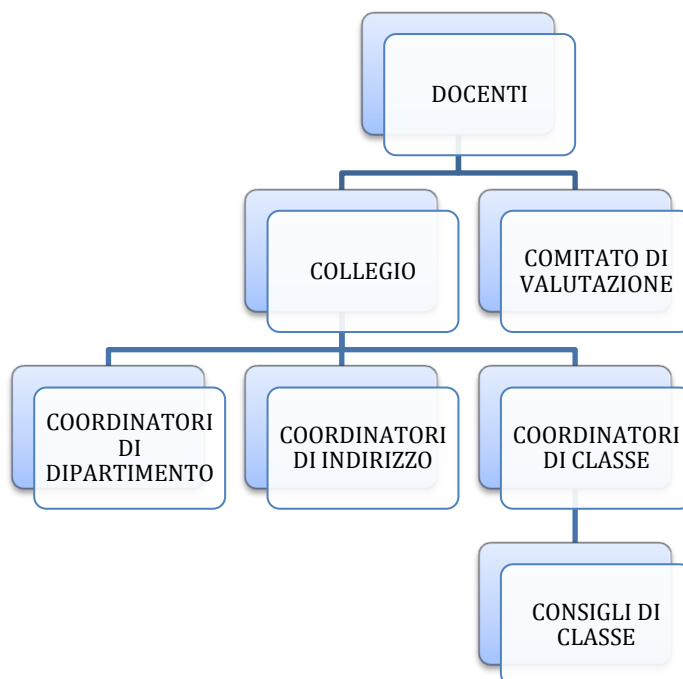 DOCENTI
COLLEGIO
COMITATO DI
VALUTAZIONE
COORDINATORI
DI
DIPARTIMENTO
COORDINATORI
DI INDIRIZZO
COORDINATORI
DI CLASSE
CONSIGLI DI
CLASSE